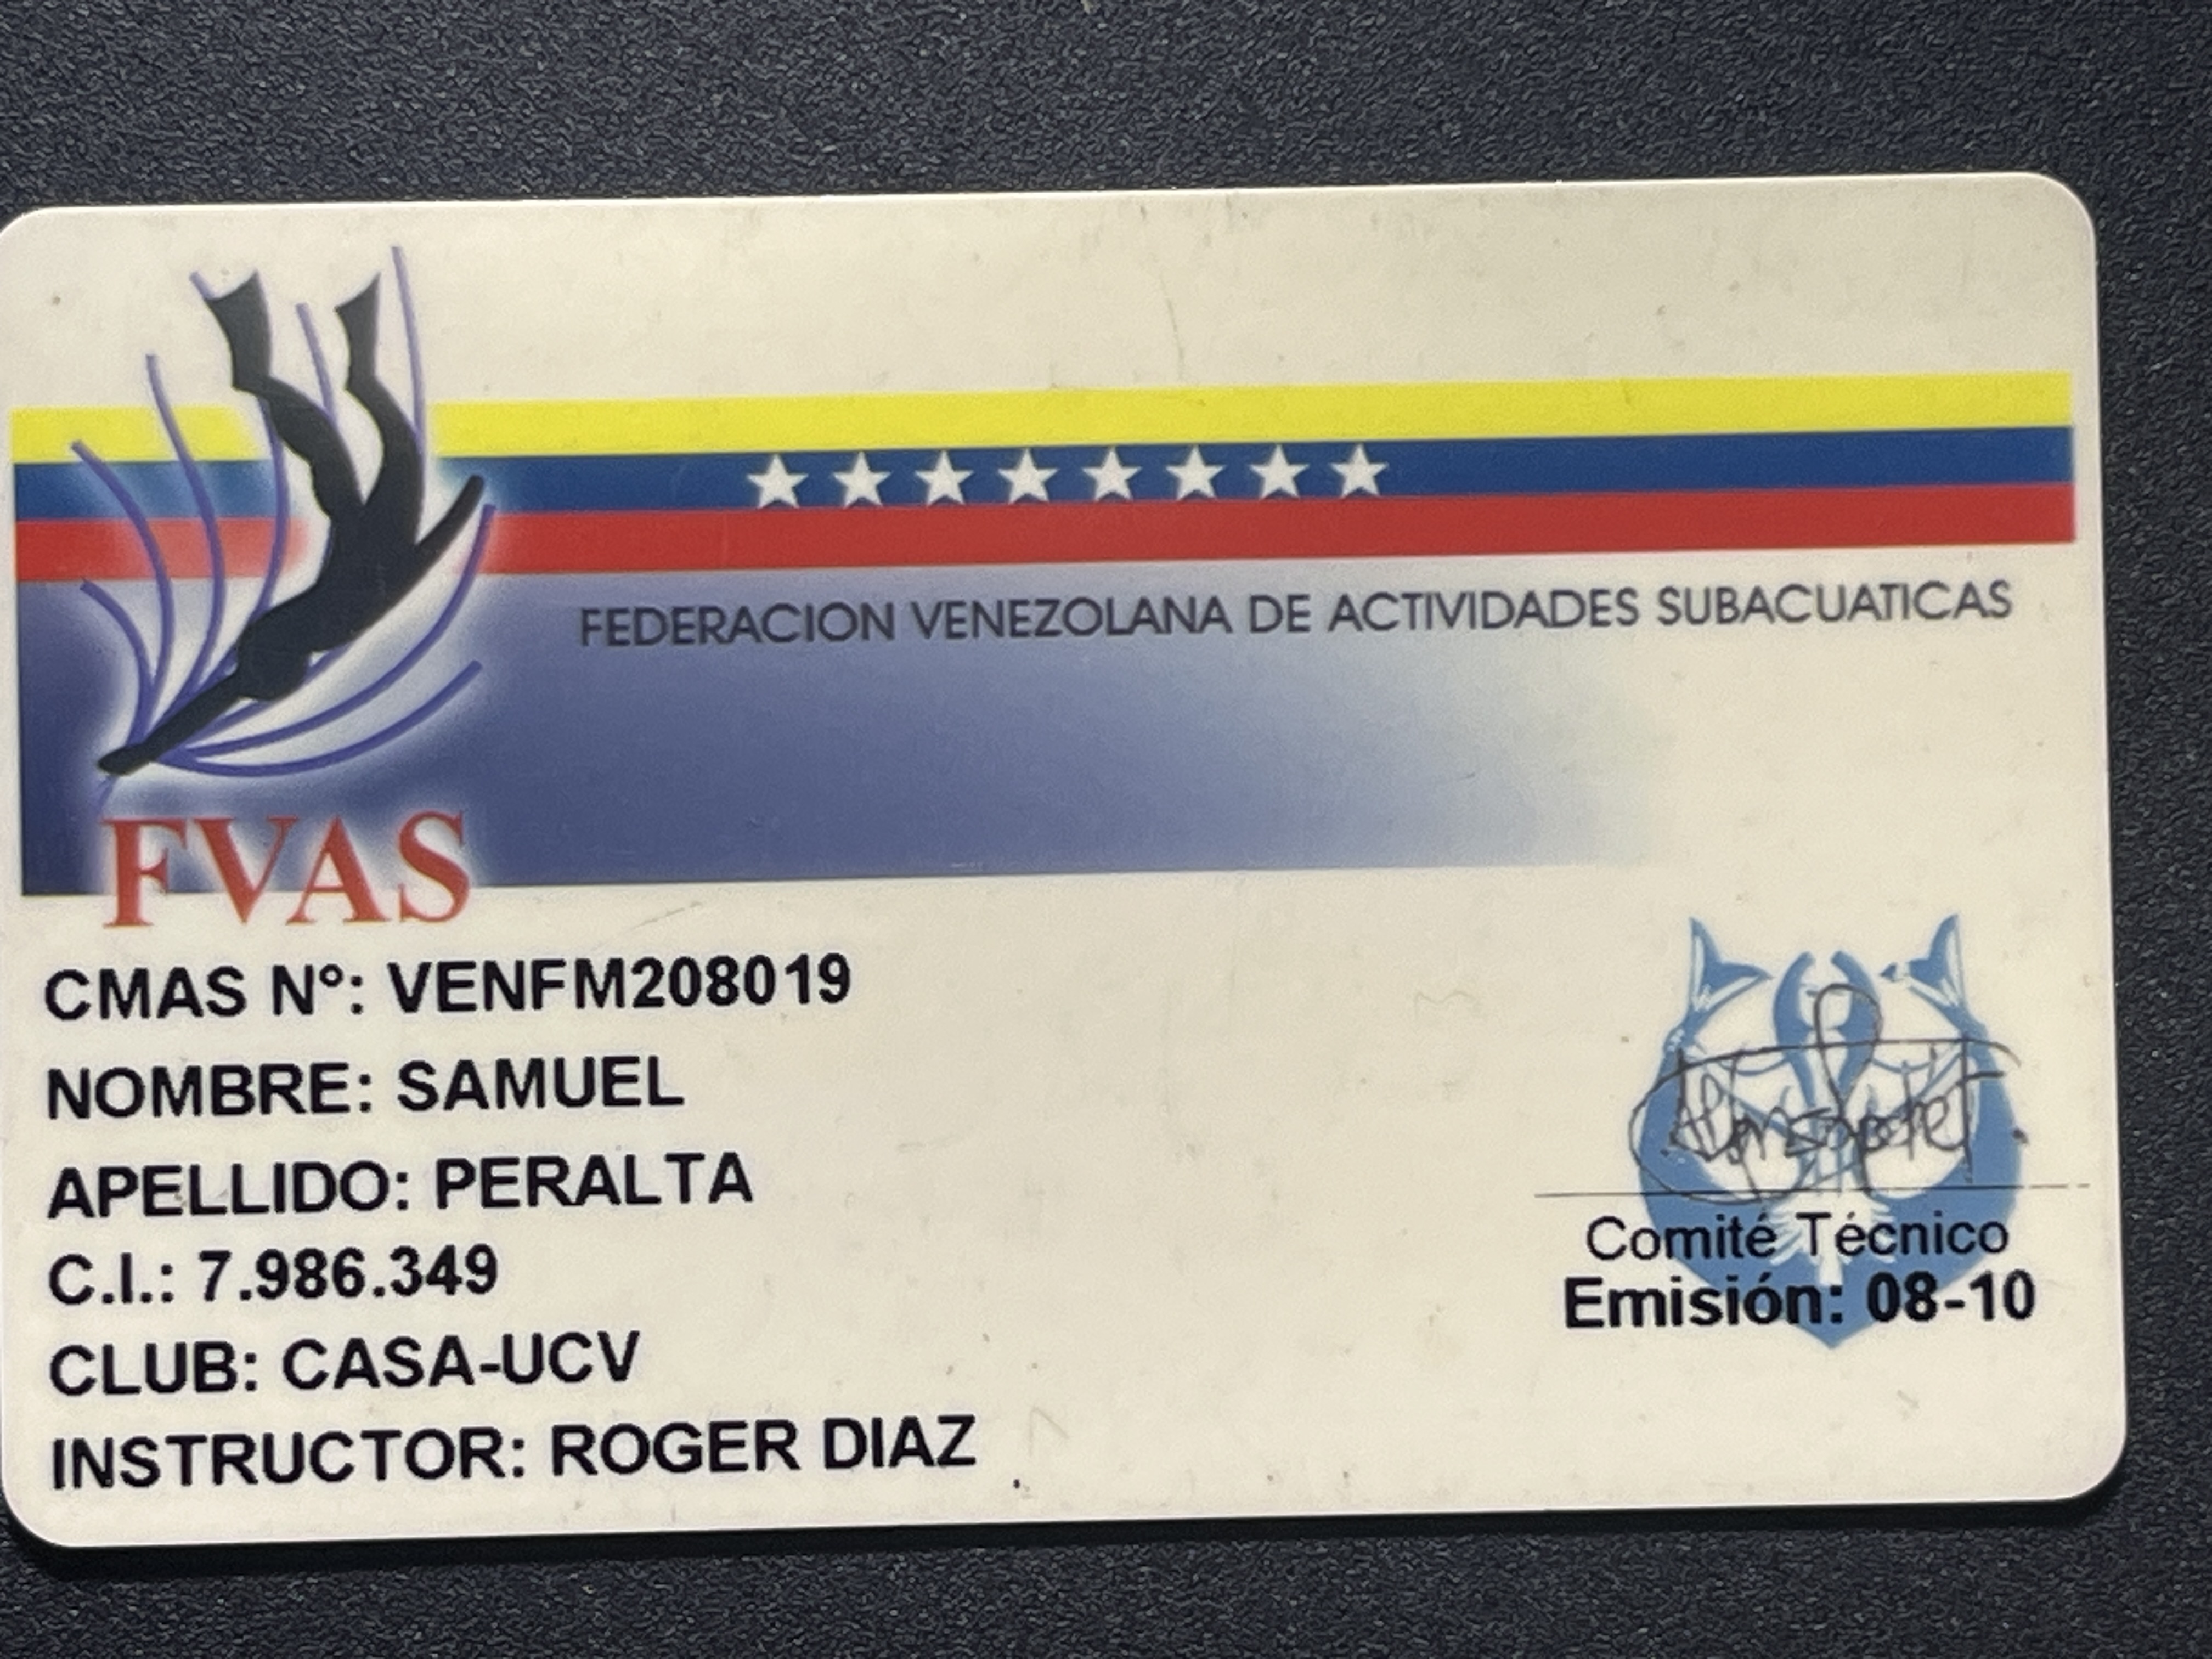 FEDERACION VENEZOLANA DE ACTIVIDADES SUBACUATICAS
FVAS
CMAS N°: VENFM208019
NOMBRE: SAMUEL
APELLIDO: PERALTA
C.I.: 7.986.349
CLUB: CASA-UCV
INSTRUCTOR: ROGER DIAZ
Comité Técnico
Emisión: 08-10